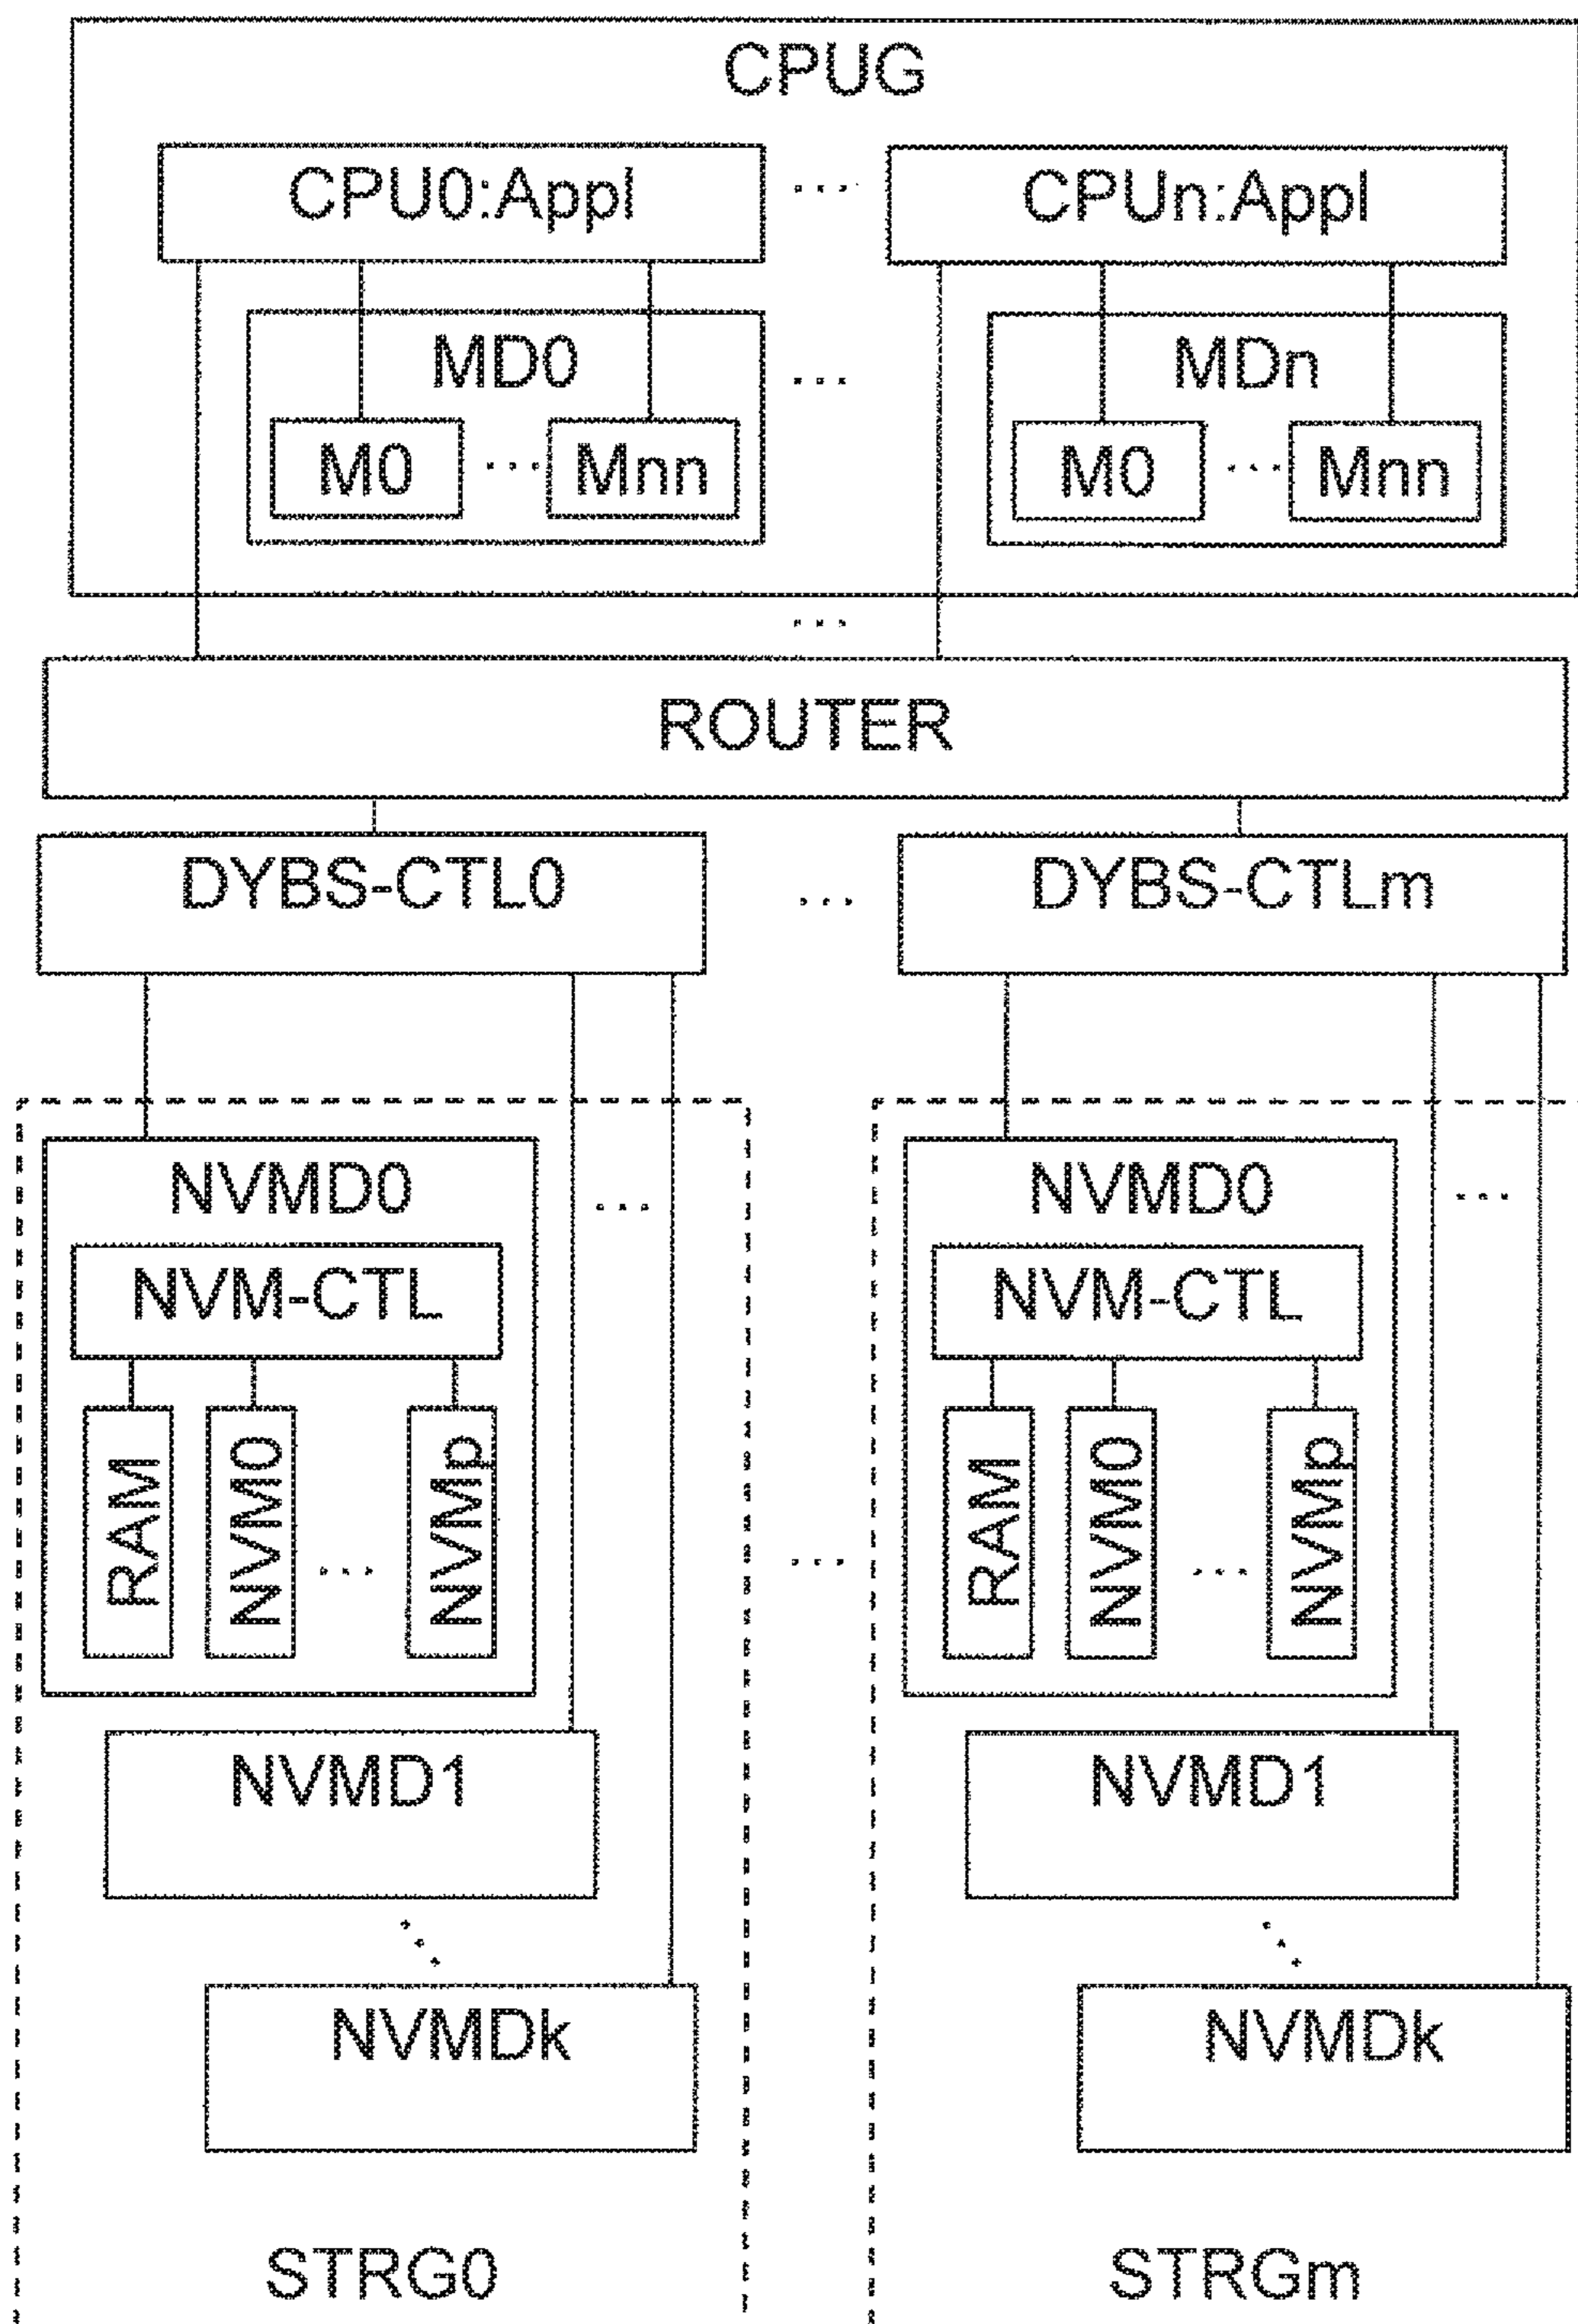 CPUG
CPU0:Appl ... CPUn:Appl
MD0 ... MDn
M0 ... Mnn M0 ... Mnn
...
ROUTER
DYBS-CTL0 ... DYBS-CTLm
NVMD0 ... NVMD0 ...
NVM-CTL NVM-CTL
RAM NVM0 ... NVMp ... RAM NVM0 ... NVMp
NVMD1 NVMD1
... ...
NVMDk NVMDk
STRG0 STRGm